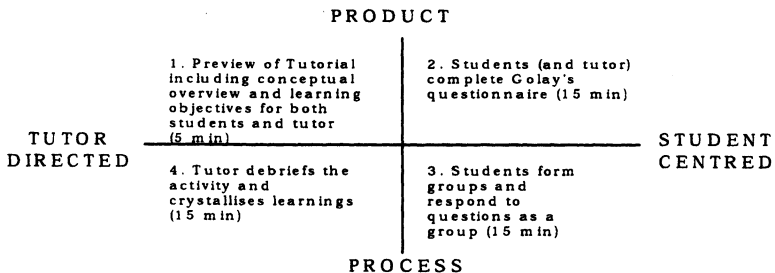 PRODUCT
1. Preview of Tutorial
including conceptual
overview and learning
objectives for both
students and tutor
(5 min)
2. Students (and tutor)
complete Golay's
questionnaire (15 min)
TUTOR
DIRECTED
STUDENT
CENTRED
4. Tutor debriefs the
activity and
crystallises learnings
(15 min)
3. Students form
groups and
respond to
questions as a
group (15 min)
PROCESS